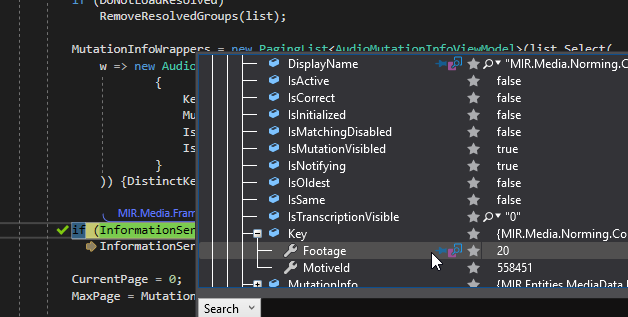 if (DoNotLoadResolved)
RemoveResolvedGroups(list);
MutationInfoWrappers = new PagingList<AudioMutationInfoViewModel>(list.Select(
w => new Audio
{
Ke
Mu
Is
Is
}
)) {DistinctKe
MIR.Media.Fram
if (InformationSer
InformationSer
CurrentPage = 0;
MaxPage = Mutation
DisplayName "MIR.Media.Norming.Co
IsActive false
IsCorrect false
IsInitialized false
IsMatchingDisabled false
IsMutationVisibled true
IsNotifying true
IsOldest false
IsSame false
IsTranscriptionVisible "0"
Key {MIR.Media.Norming.Co
Footage 20
MotiveId 558451
MutationInfo {MIR.Entities.MediaData.
Search